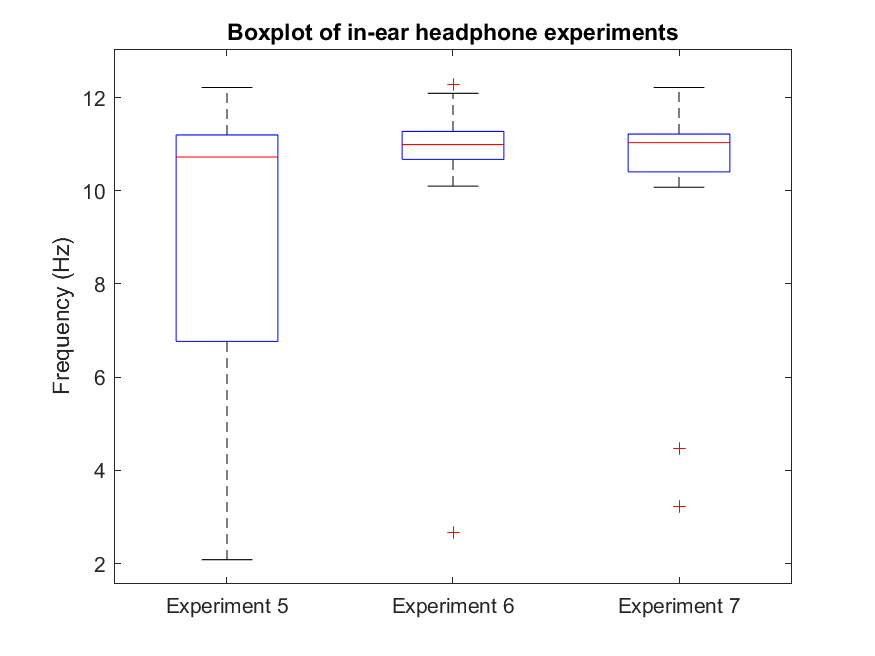 Boxplot of in-ear headphone experiments
12
10
8
6
4
2
Frequency (Hz)
Experiment 5
Experiment 6
Experiment 7